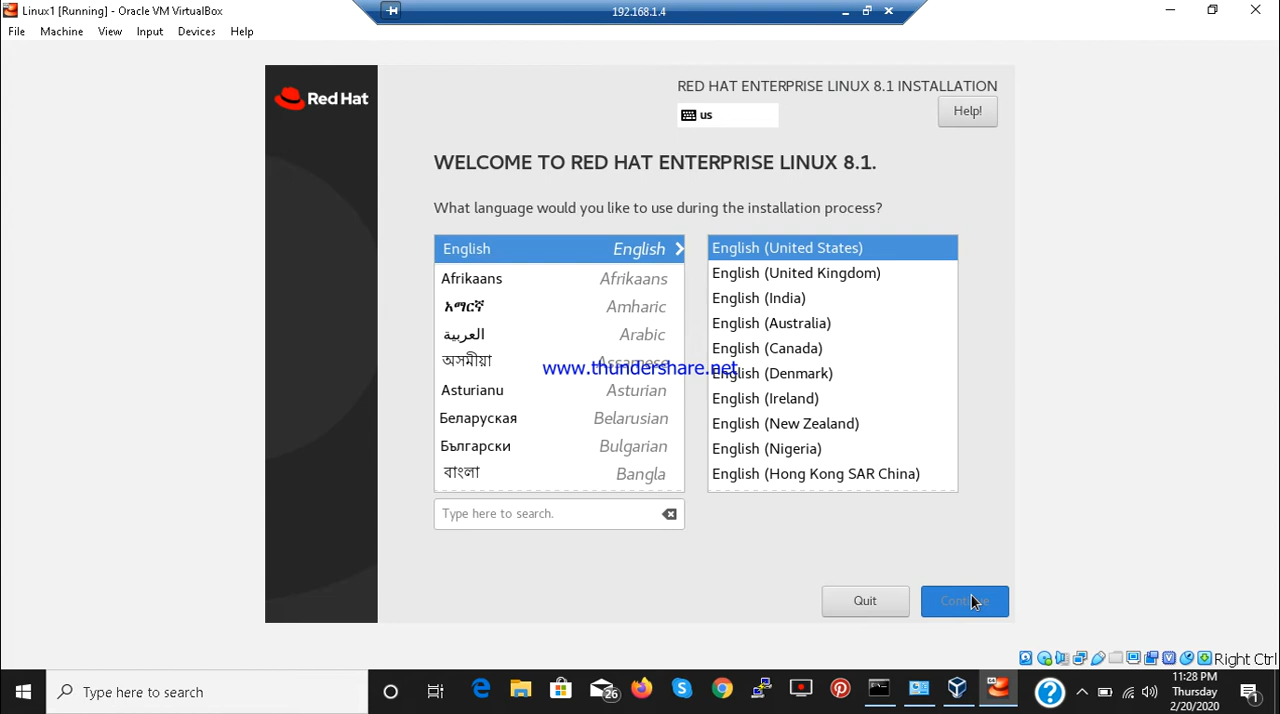 Linux1 [Running] - Oracle VM VirtualBox
192.168.1.4
File Machine View Input Devices Help
Red Hat
RED HAT ENTERPRISE LINUX 8.1 INSTALLATION
us
Help!
WELCOME TO RED HAT ENTERPRISE LINUX 8.1.
What language would you like to use during the installation process?
English English
Afrikaans Afrikaans
አማርኛ Amharic
العربية Arabic
অসমীয়া Assamese
Asturianu Asturian
Беларуская Belarusian
Български Bulgarian
বাংলা Bangla
English (United States)
English (United Kingdom)
English (India)
English (Australia)
English (Canada)
English (Denmark)
English (Ireland)
English (New Zealand)
English (Nigeria)
English (Hong Kong SAR China)
www.thundershare.net
Type here to search.
Quit
Continue
Right Ctrl
Type here to search
26
11:28 PM
Thursday
2/20/2020
1